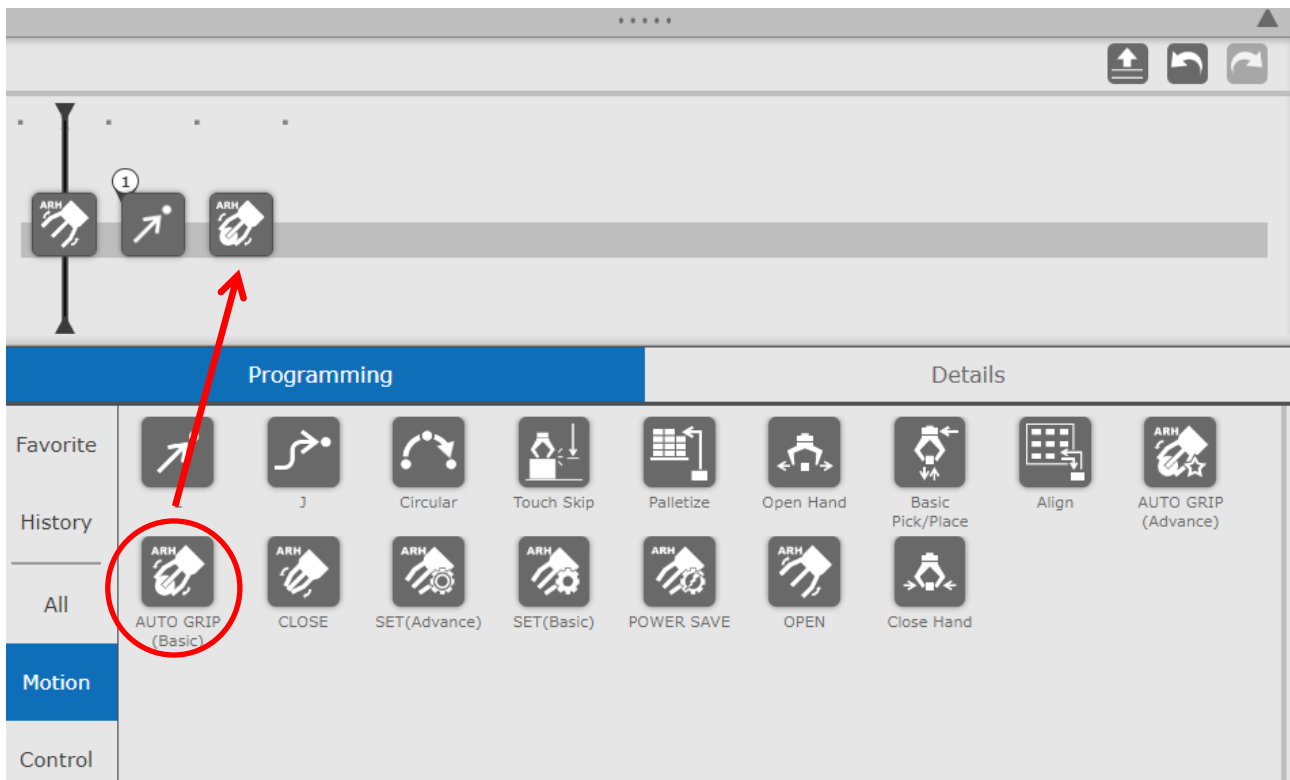 ARH
1
ARH
Programming
Details
Favorite
History
All
Motion
Control
J
Circular
Touch Skip
Palletize
Open Hand
Basic
Pick/Place
Align
ARH
AUTO GRIP
(Advance)
ARH
AUTO GRIP
(Basic)
ARH
CLOSE
ARH
SET(Advance)
ARH
SET(Basic)
ARH
POWER SAVE
ARH
OPEN
Close Hand